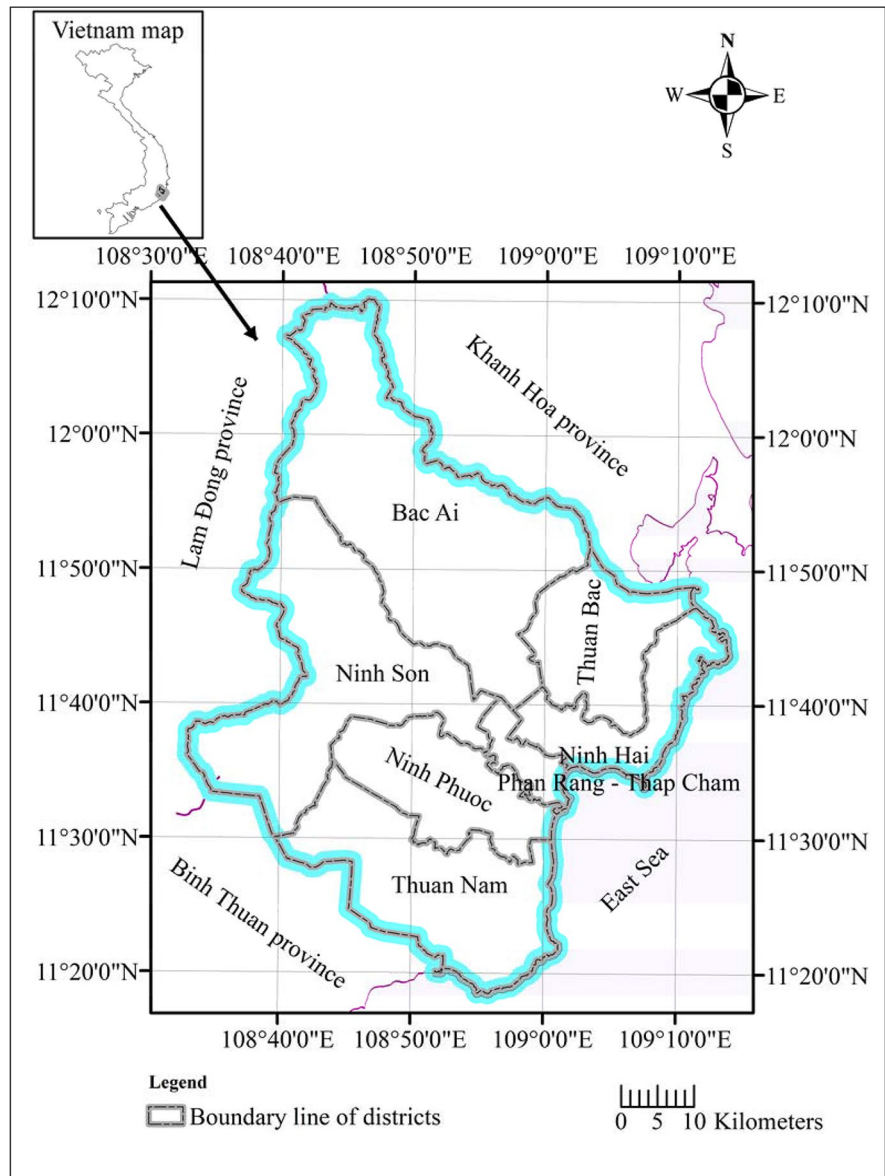 Vietnam map
N
W E
S
108°30'0"E 108°40'0"E 108°50'0"E 109°0'0"E 109°10'0"E
12°10'0"N 12°10'0"N
Khanh Hoa province
Lam Đong province
12°0'0"N 12°0'0"N
Bac Ai
11°50'0"N 11°50'0"N
Thuan Bac
Ninh Son
11°40'0"N 11°40'0"N
Ninh Hai
Ninh Phuoc
Phan Rang - Thap Cham
11°30'0"N 11°30'0"N
Thuan Nam
East Sea
Binh Thuan province
11°20'0"N 11°20'0"N
108°40'0"E 108°50'0"E 109°0'0"E 109°10'0"E
Legend
Boundary line of districts
0 5 10 Kilometers